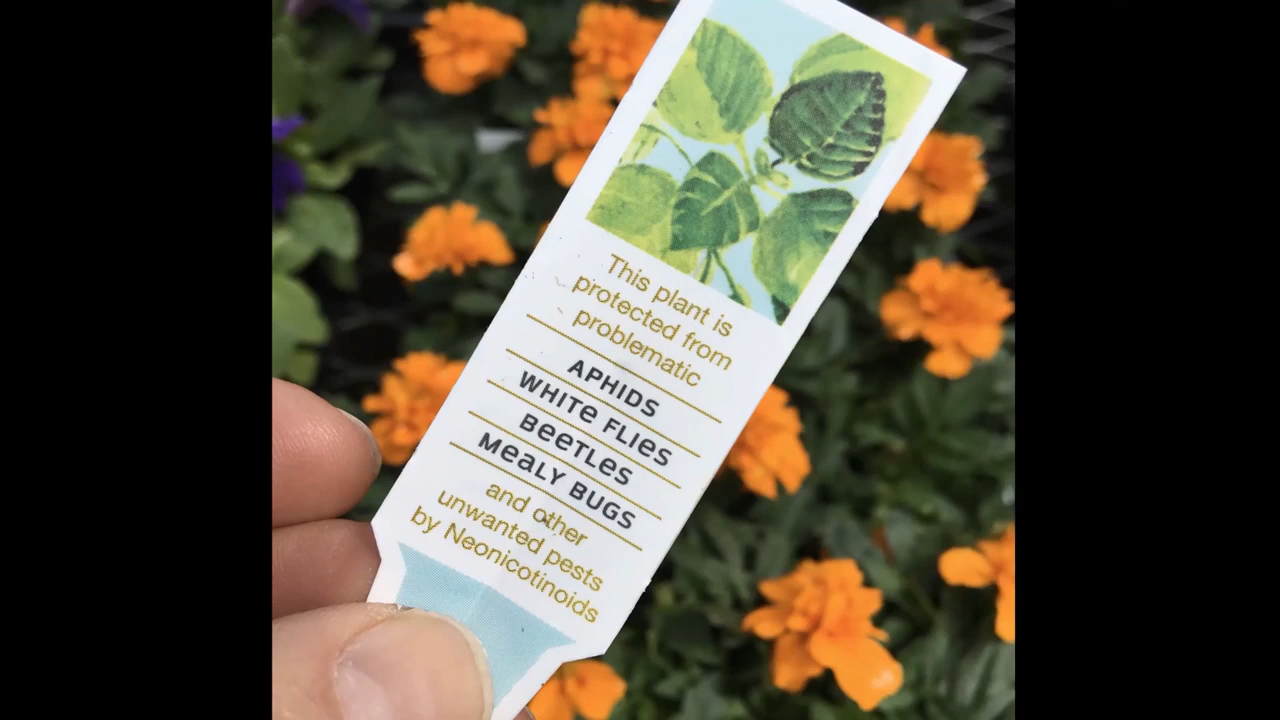 This plant is
protected from
problematic
APHIDS
WHITE FLIES
BEETLES
MEALY BUGS
and other
unwanted pests
by Neonicotinoids